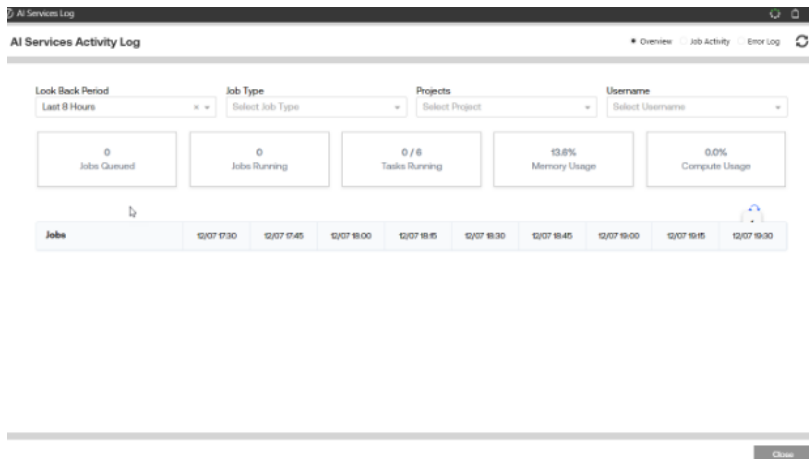 AI Services Log
AI Services Activity Log
Overview Job Activity Error Log
Look Back Period Job Type Projects Username
Last 8 Hours Select Job Type Select Project Select Username
0 0 0 / 6 13.6% 0.0%
Jobs Queued Jobs Running Tasks Running Memory Usage Compute Usage
Jobs 12/07 17:30 12/07 17:45 12/07 18:00 12/07 18:15 12/07 18:30 12/07 18:45 12/07 19:00 12/07 19:15 12/07 19:30
Close